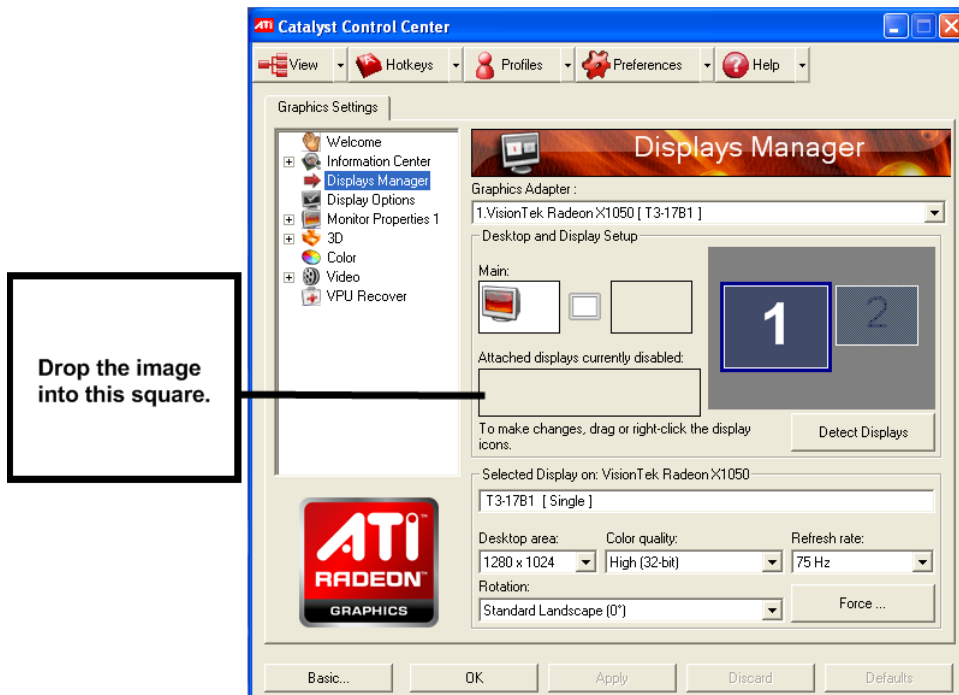 ATI Catalyst Control Center
View
Hotkeys
Profiles
Preferences
Help
Graphics Settings
Welcome
Information Center
Displays Manager
Display Options
Monitor Properties 1
3D
Color
Video
VPU Recover
Displays Manager
Graphics Adapter :
1.VisionTek Radeon X1050 [ T3-17B1 ]
Desktop and Display Setup
Main:
1
2
Attached displays currently disabled:
To make changes, drag or right-click the display
icons.
Detect Displays
Drop the image
into this square.
Selected Display on: VisionTek Radeon X1050
T3-17B1 [ Single ]
Desktop area:
Color quality:
Refresh rate:
1280 x 1024
High (32-bit)
75 Hz
Rotation:
Standard Landscape (0°)
Force ...
ATI™
RADEON™
GRAPHICS
Basic...
OK
Apply
Discard
Defaults